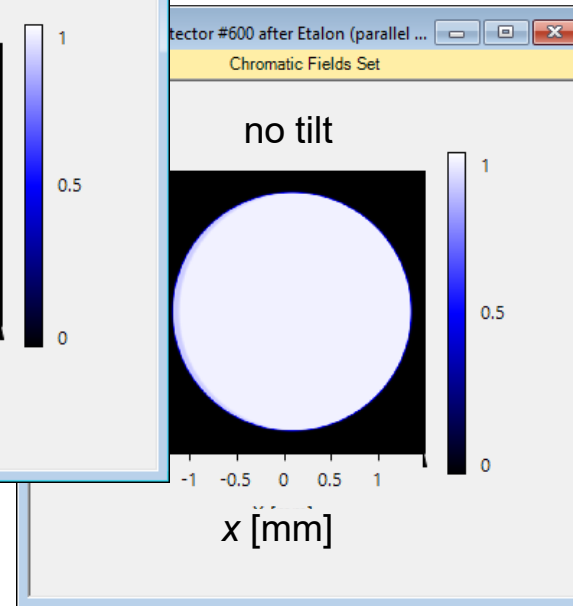 tector #600 after Etalon (parallel ...
Chromatic Fields Set
no tilt
1
0.5
0
1
0.5
0
-1 -0.5 0 0.5 1
x [mm]